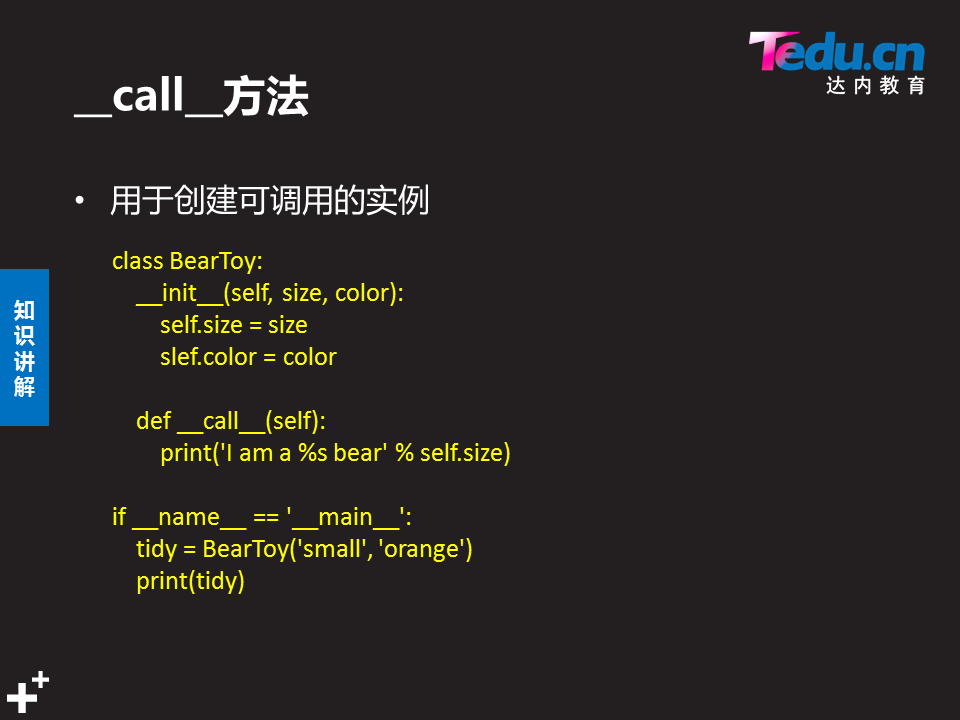 Tedu.cn
达内教育
__call__方法
• 用于创建可调用的实例
class BearToy:
    __init__(self, size, color):
        self.size = size
        slef.color = color
    def __call__(self):
        print('I am a %s bear' % self.size)
if __name__ == '__main__':
    tidy = BearToy('small', 'orange')
    print(tidy)
知识讲解